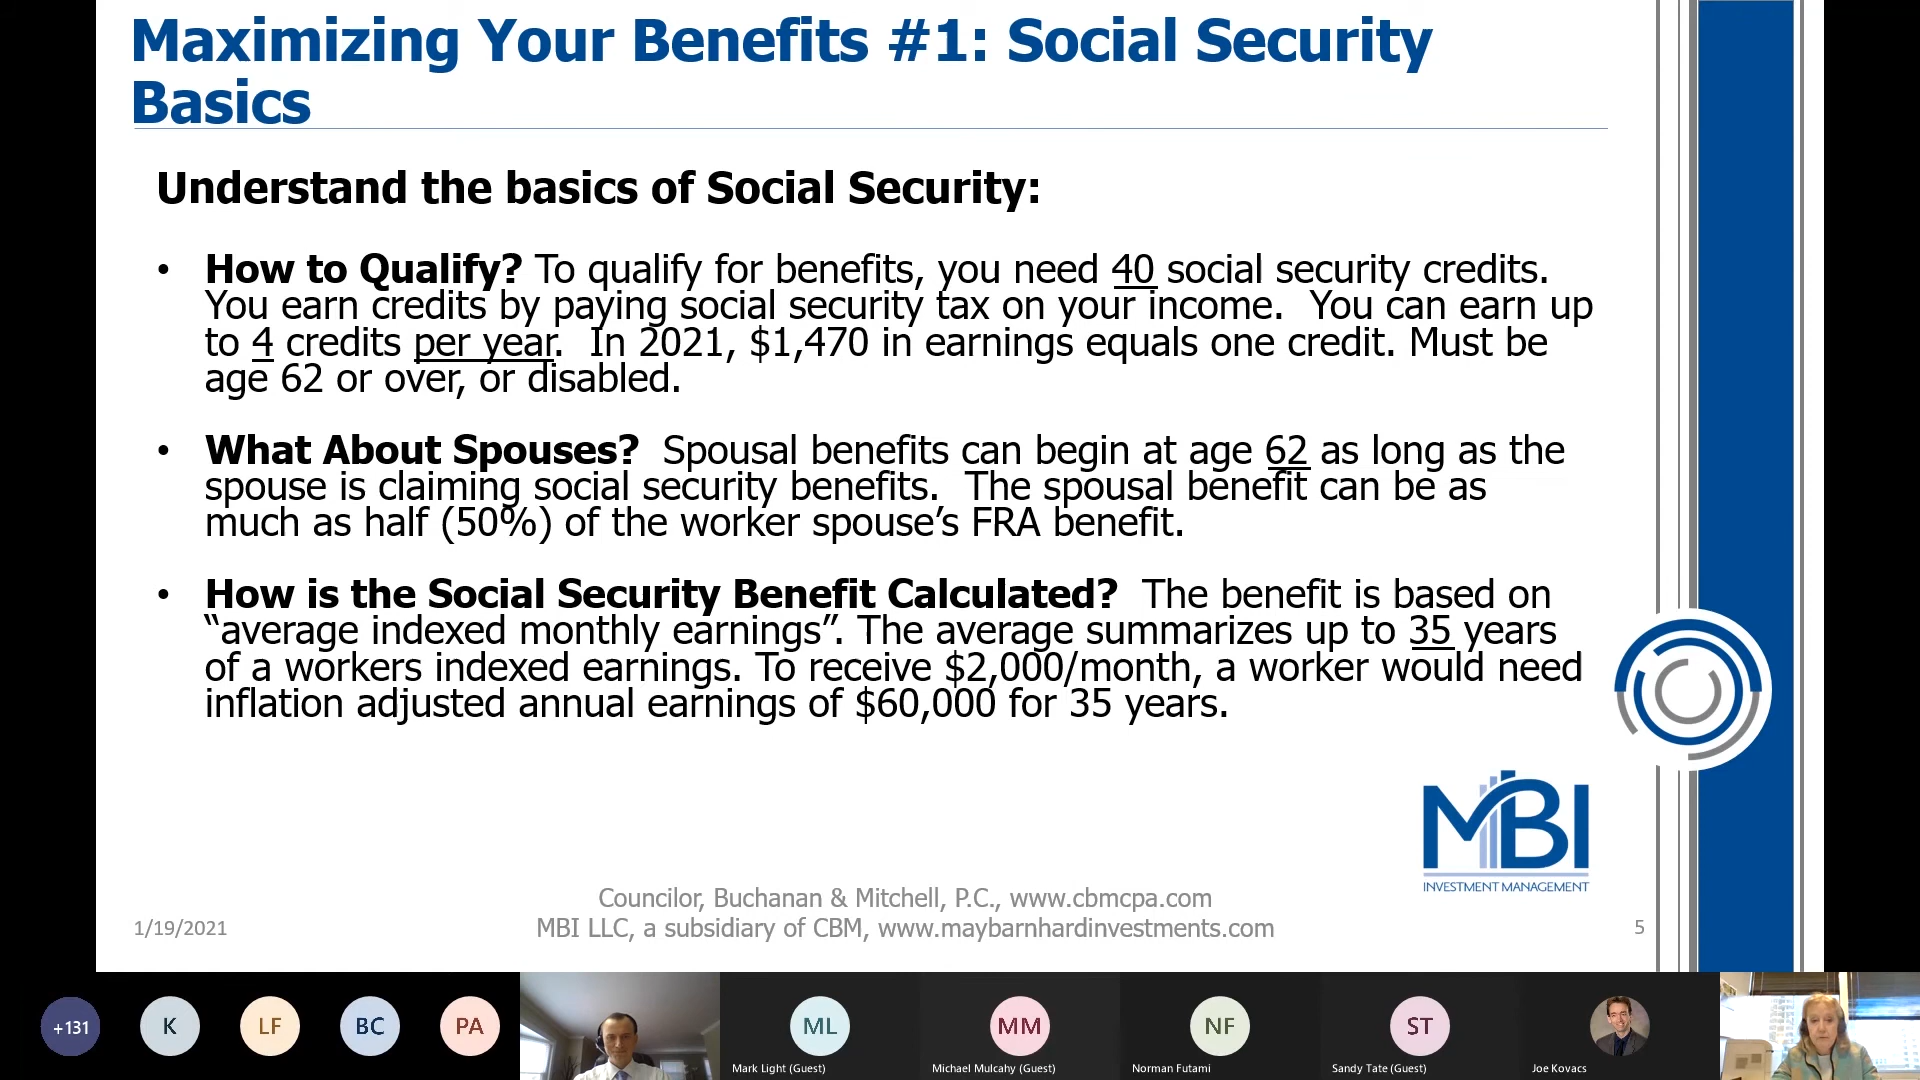 Maximizing Your Benefits #1: Social Security
Basics
Understand the basics of Social Security:
• How to Qualify? To qualify for benefits, you need 40 social security credits.
You earn credits by paying social security tax on your income. You can earn up
to 4 credits per year. In 2021, $1,470 in earnings equals one credit. Must be
age 62 or over, or disabled.
• What About Spouses? Spousal benefits can begin at age 62 as long as the
spouse is claiming social security benefits. The spousal benefit can be as
much as half (50%) of the worker spouse’s FRA benefit.
• How is the Social Security Benefit Calculated? The benefit is based on
“average indexed monthly earnings”. The average summarizes up to 35 years
of a workers indexed earnings. To receive $2,000/month, a worker would need
inflation adjusted annual earnings of $60,000 for 35 years.
MBI
INVESTMENT MANAGEMENT
Councilor, Buchanan & Mitchell, P.C., www.cbmcpa.com
1/19/2021
MBI LLC, a subsidiary of CBM, www.maybarnhardinvestments.com
5
+131
K
LF
BC
PA
ML
MM
NF
ST
Mark Light (Guest)
Michael Mulcahy (Guest)
Norman Futami
Sandy Tate (Guest)
Joe Kovacs